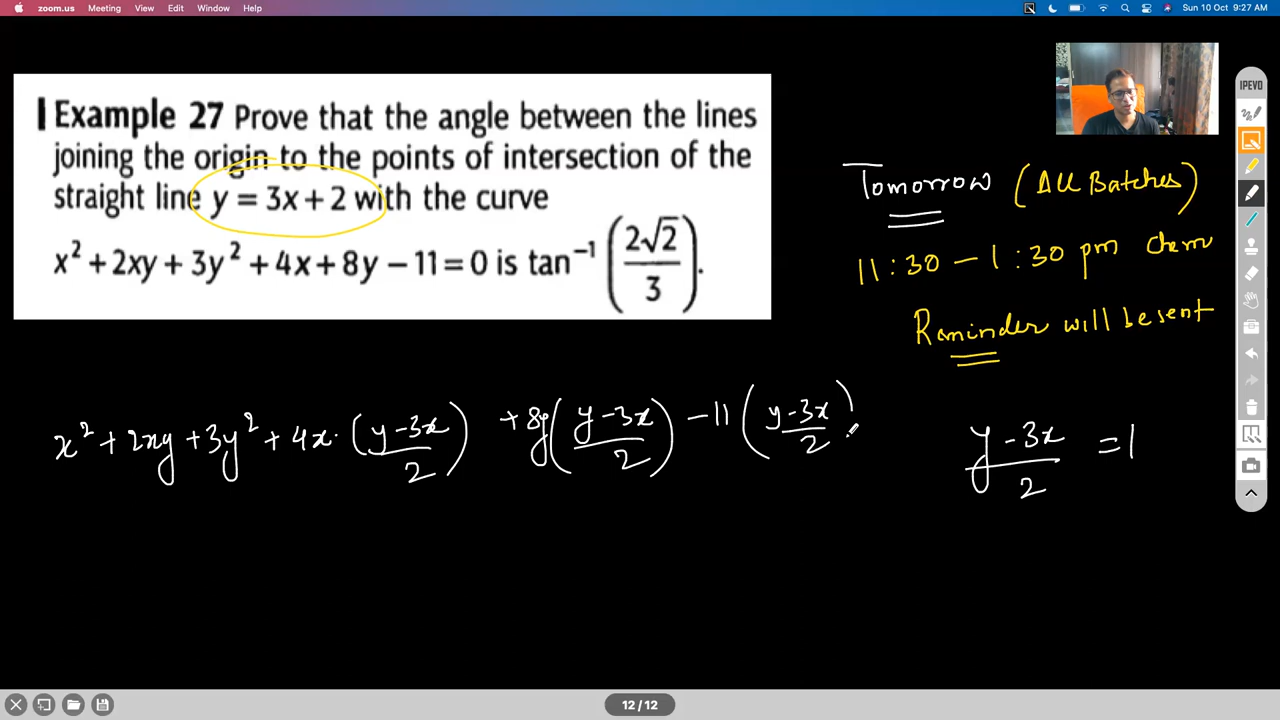 zoom.us Meeting View Edit Window Help Sun 10 Oct 9:27 AM
IPEVO
Example 27 Prove that the angle between the lines
joining the origin to the points of intersection of the
straight line y = 3x + 2 with the curve
x² + 2xy + 3y² + 4x + 8y − 11 = 0 is tan⁻¹ (2√2/3).
Tomorrow (All Batches)
11:30 – 1:30 pm chem
Reminder will be sent
x² + 2xy + 3y² + 4x · ((y − 3x)/2) + 8y((y − 3x)/2) − 11((y − 3x)/2)
(y − 3x)/2 = 1
12 / 12